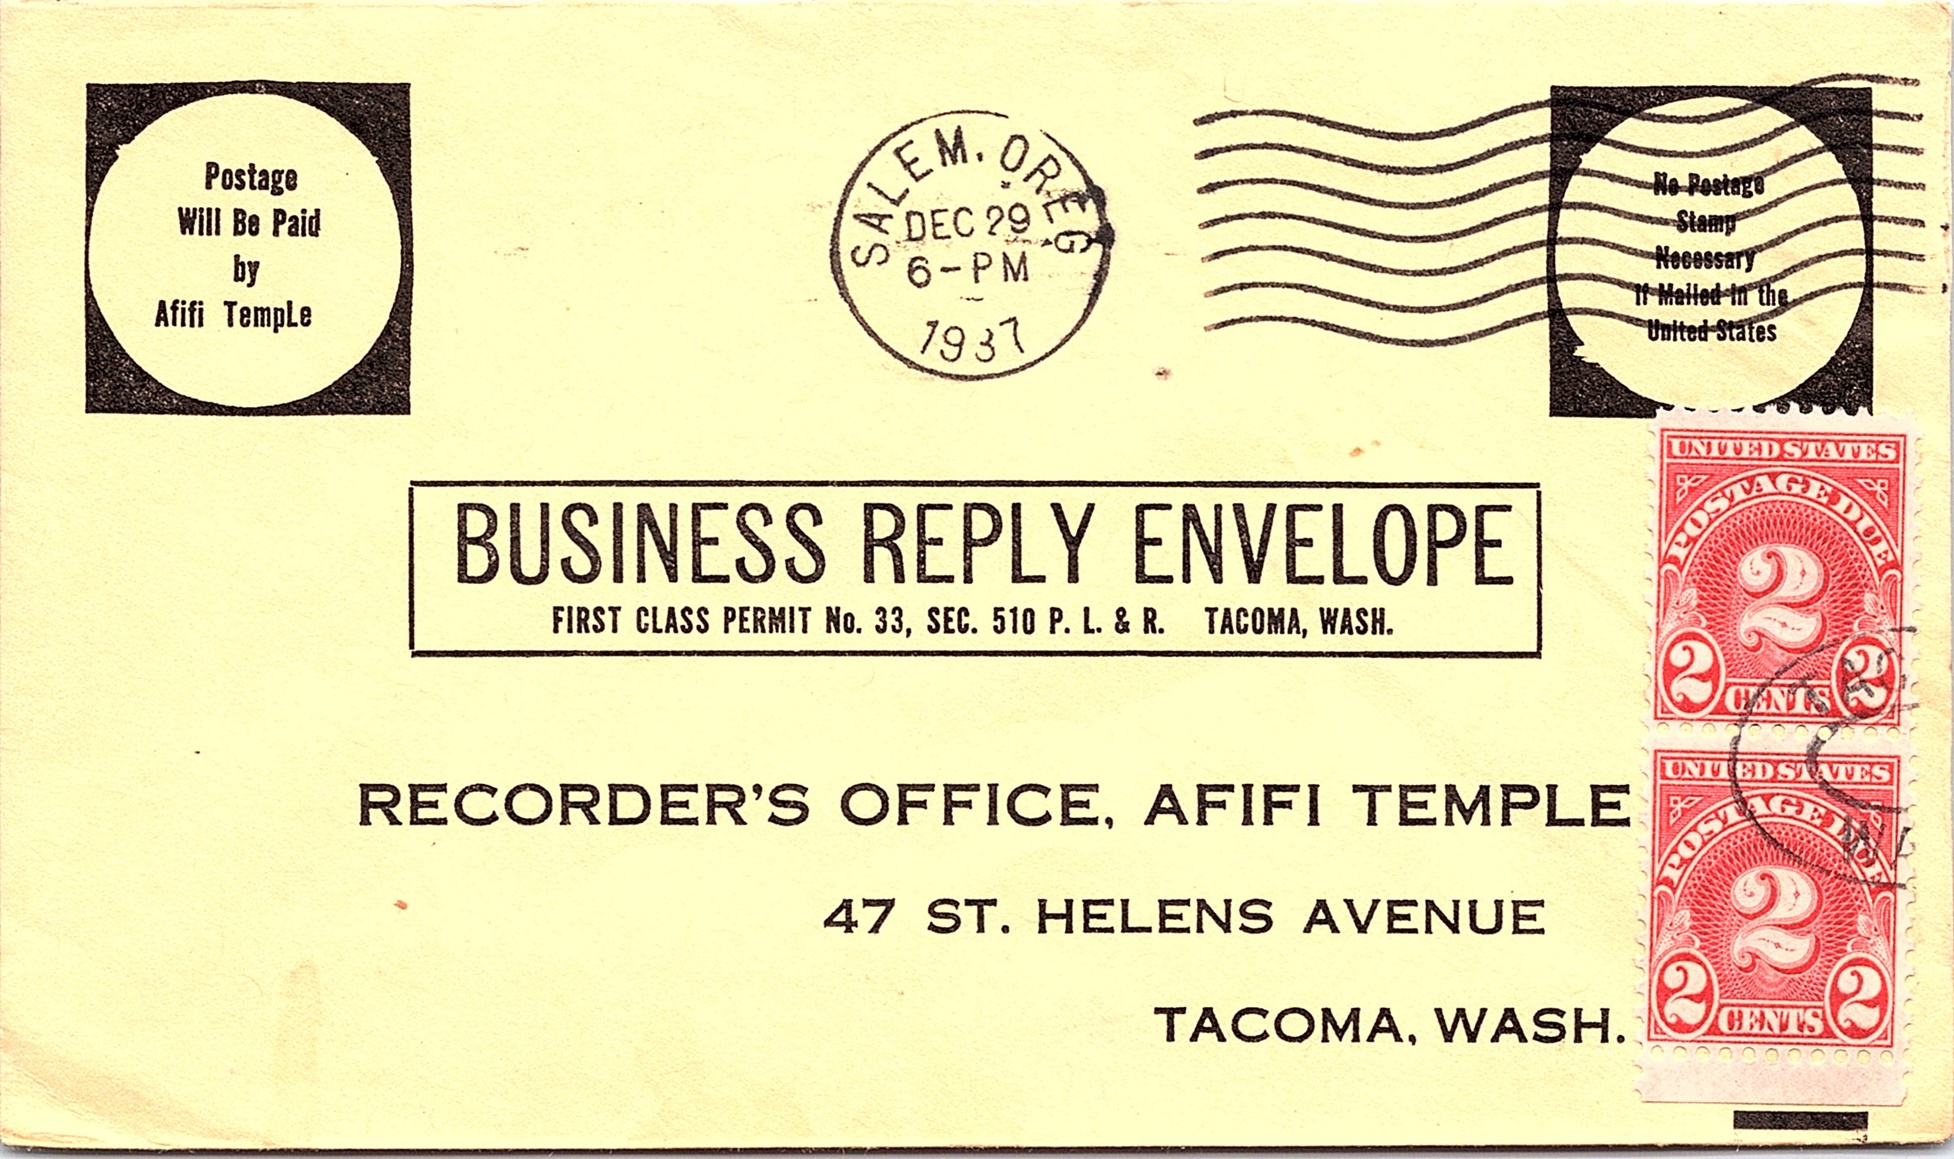 Postage
Will Be Paid
by
Afifi Temple
SALEM, OREG
DEC 29
6-PM
1937
No Postage
Stamp
Necessary
If Mailed in the
United States
BUSINESS REPLY ENVELOPE
FIRST CLASS PERMIT No. 33, SEC. 510 P. L. & R. TACOMA, WASH.
UNITED STATES
POSTAGE DUE
2
2 CENTS 2
RECORDER'S OFFICE, AFIFI TEMPLE
47 ST. HELENS AVENUE
TACOMA, WASH.
UNITED STATES
POSTAGE DUE
2
2 CENTS 2